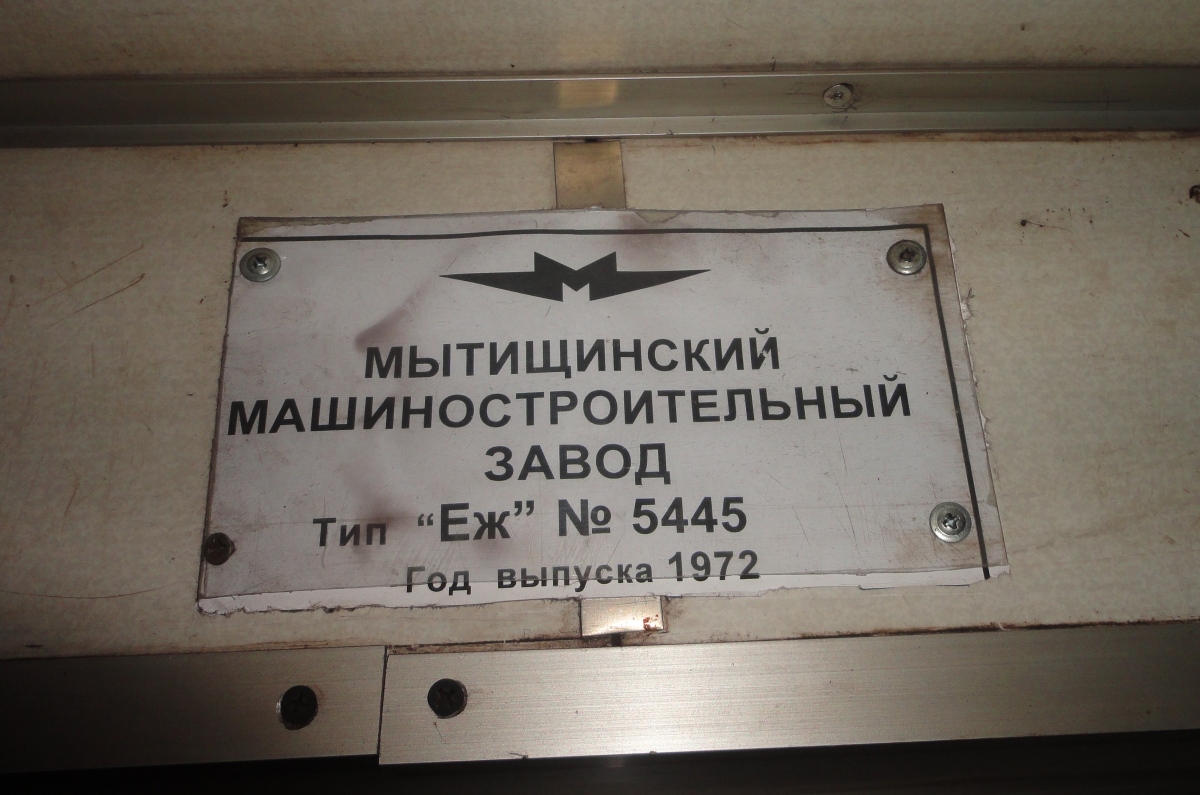 МЫТИЩИНСКИЙ
МАШИНОСТРОИТЕЛЬНЫЙ
ЗАВОД
Тип “Еж” № 5445
Год выпуска 1972